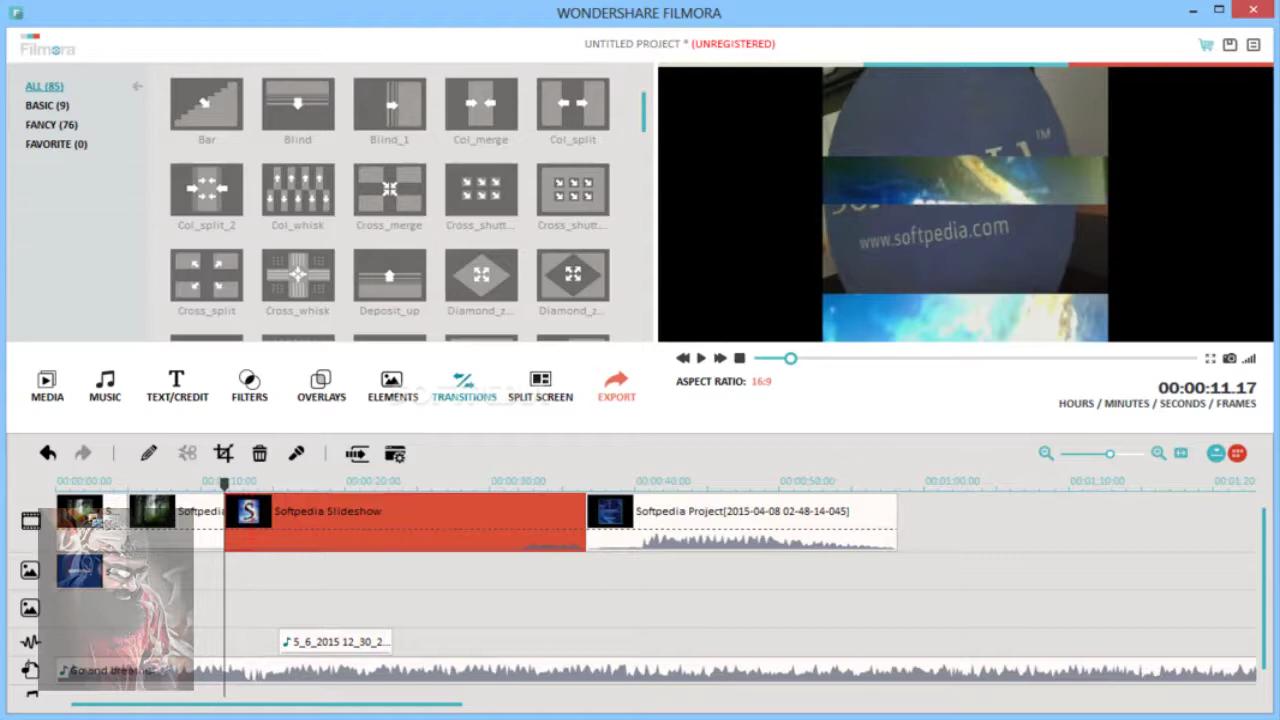 WONDERSHARE FILMORA
Filmora
UNTITLED PROJECT * (UNREGISTERED)
ALL (85)
BASIC (9)
FANCY (76)
FAVORITE (0)
Bar
Blind
Blind_1
Col_merge
Col_split
Col_split_2
Col_whisk
Cross_merge
Cross_shutt...
Cross_shutt...
Cross_split
Cross_whisk
Deposit_up
Diamond_z...
Diamond_z...
TM
www.softpedia.com
MEDIA
MUSIC
TEXT/CREDIT
FILTERS
OVERLAYS
ELEMENTS
TRANSITIONS
SPLIT SCREEN
EXPORT
ASPECT RATIO: 16:9
00:00:11.17
HOURS / MINUTES / SECONDS / FRAMES
00:00:00.00
00:00:20.00
00:00:30.00
00:00:40.00
00:00:50.00
00:01:00.00
00:01:10.00
00:01:20
Softpedia Slideshow
Softpedia Project[2015-04-08 02-48-14-045]
5_6_2015 12_30_2...
Go and